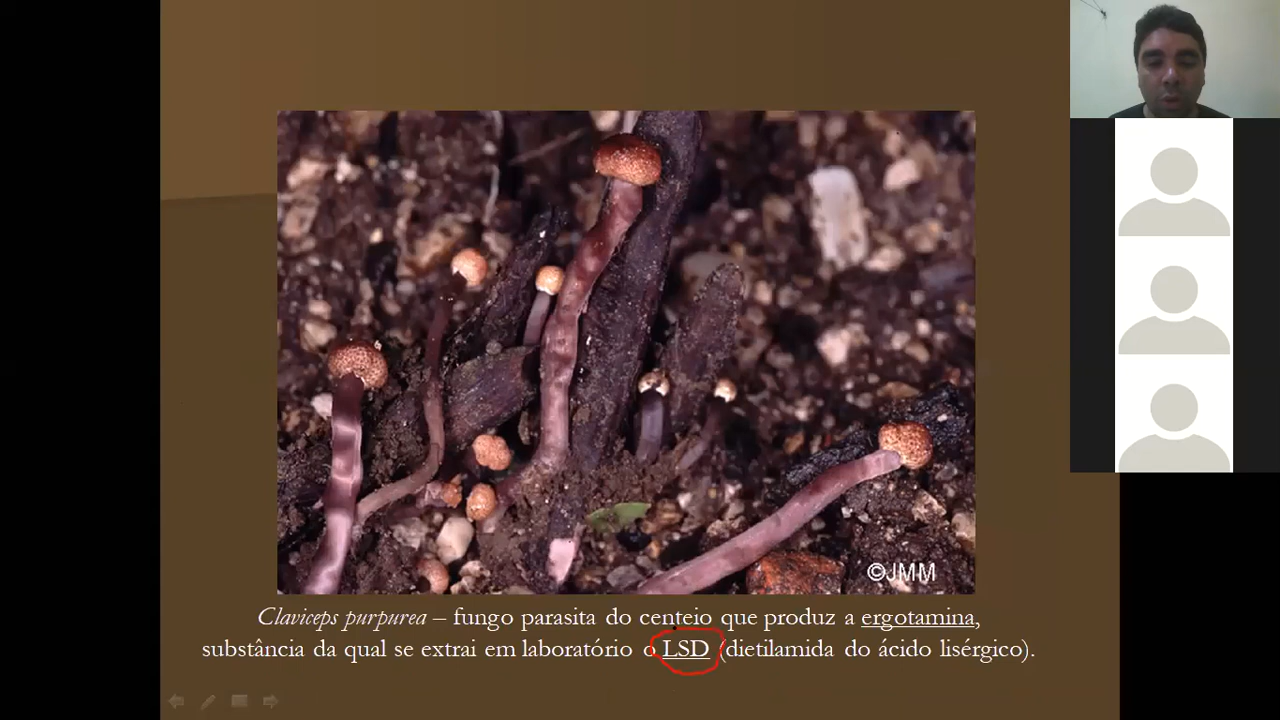 ©JMM
Claviceps purpurea – fungo parasita do centeio que produz a ergotamina,
substância da qual se extrai em laboratório o LSD (dietilamida do ácido lisérgico).